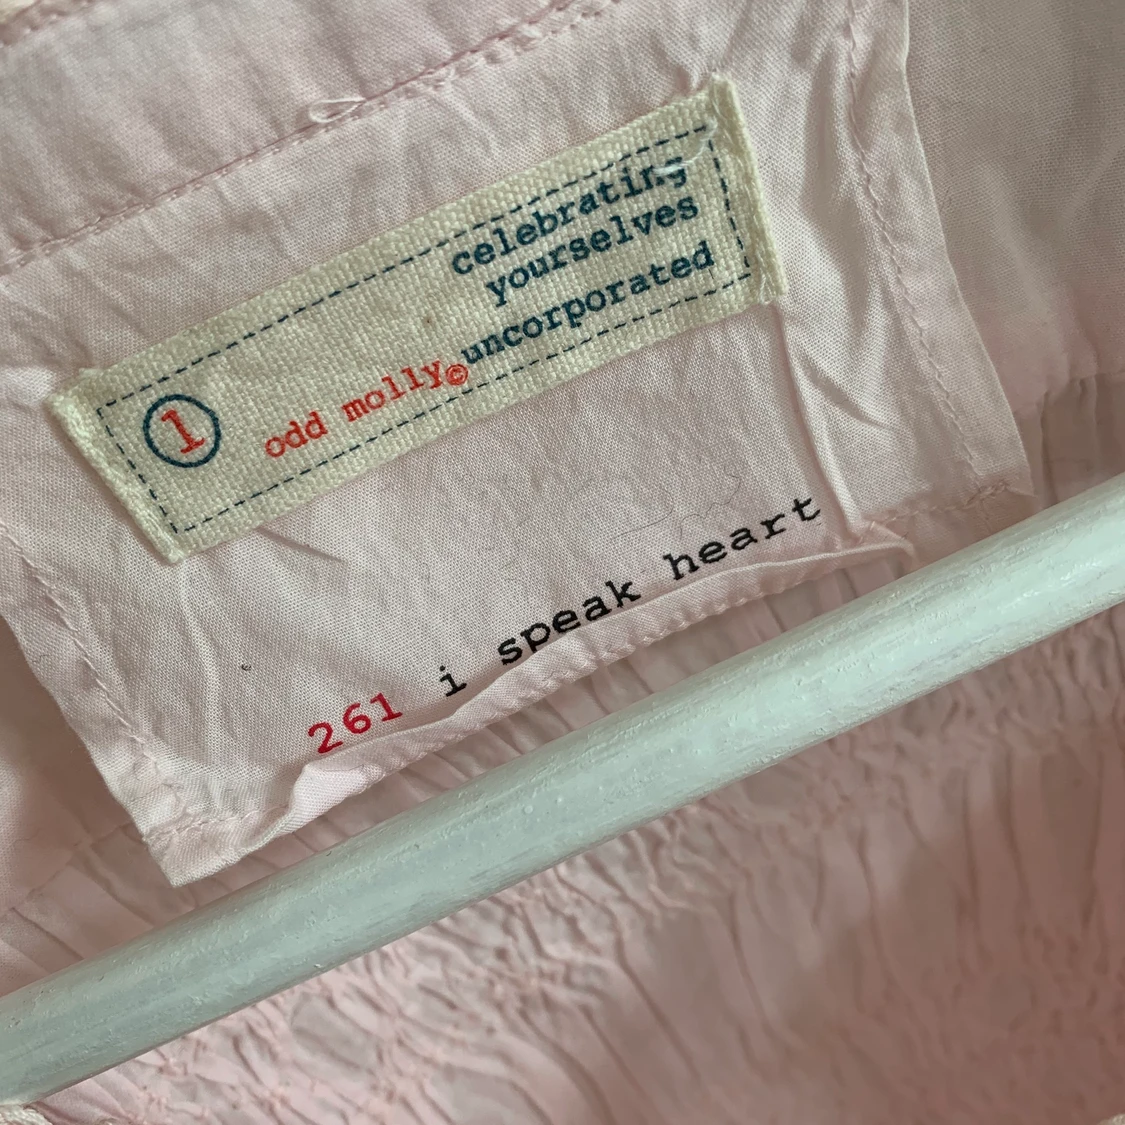 celebrating
yourselves
uncorporated
1 odd molly©
261 i speak heart